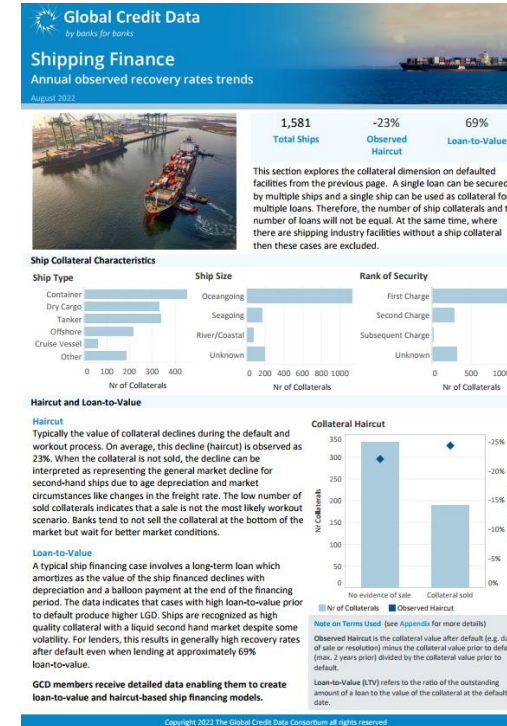 Global Credit Data
by banks for banks
Shipping Finance
Annual observed recovery rates trends
August 2022
1,581
Total Ships
-23%
Observed
Haircut
69%
Loan-to-Value
This section explores the collateral dimension on defaulted
facilities from the previous page. A single loan can be secured
by multiple ships and a single ship can be used as collateral for
multiple loans. Therefore, the number of ship collaterals and
number of loans will not be equal. At the same time, where
there are shipping industry facilities without a ship collateral
then these cases are excluded.
Ship Collateral Characteristics
Ship Type
Container
Dry Cargo
Tanker
Offshore
Cruise Vessel
Other
0 100 200 300 400
Nr of Collaterals
Ship Size
Oceangoing
Seagoing
River/Coastal
Unknown
0 200 400 600 800 1000
Nr of Collaterals
Rank of Security
First Charge
Second Charge
Subsequent Charge
Unknown
0 500 1000
Nr of Collaterals
Haircut and Loan-to-Value
Haircut
Typically the value of collateral declines during the default and
workout process. On average, this decline (haircut) is observed as
23%. When the collateral is not sold, the decline can be
interpreted as representing the general market decline for
second-hand ships due to age depreciation and market
circumstances like changes in the freight rate. The low number of
sold collaterals indicates that a sale is not the most likely workout
scenario. Banks tend to not sell the collateral at the bottom of the
market but wait for better market conditions.
Loan-to-Value
A typical ship financing case involves a long-term loan which
amortizes as the value of the ship financed declines with
depreciation and a balloon payment at the end of the financing
period. The data indicates that cases with high loan-to-value prior
to default produce higher LGD. Ships are recognized as high
quality collateral with a liquid second hand market despite some
volatility. For lenders, this results in generally high recovery rates
after default even when lending at approximately 69%
loan-to-value.
GCD members receive detailed data enabling them to create
loan-to-value and haircut-based ship financing models.
Collateral Haircut
350
300
250
200
150
100
50
0
Nr Collaterals
-25%
-20%
-15%
-10%
-5%
0%
No evidence of sale Collateral sold
Nr of Collaterals Observed Haircut
Note on Terms Used (see Appendix for more details)
Observed Haircut is the collateral value after default (e.g.
of sale or resolution) minus the collateral value prior to
(max. 2 years prior) divided by the collateral value prior to
default.
Loan-to-Value (LTV) refers to the ratio of the outstanding
amount of a loan to the value of the collateral at the default
date.
Copyright 2022 The Global Credit Data Consortium all rights reserved